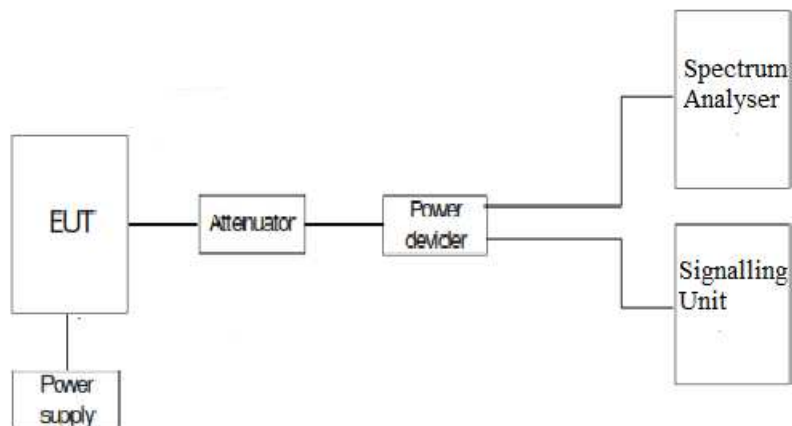 Spectrum
Analyser
EUT
Attenuator
Power
devider
Signalling
Unit
Power
supply